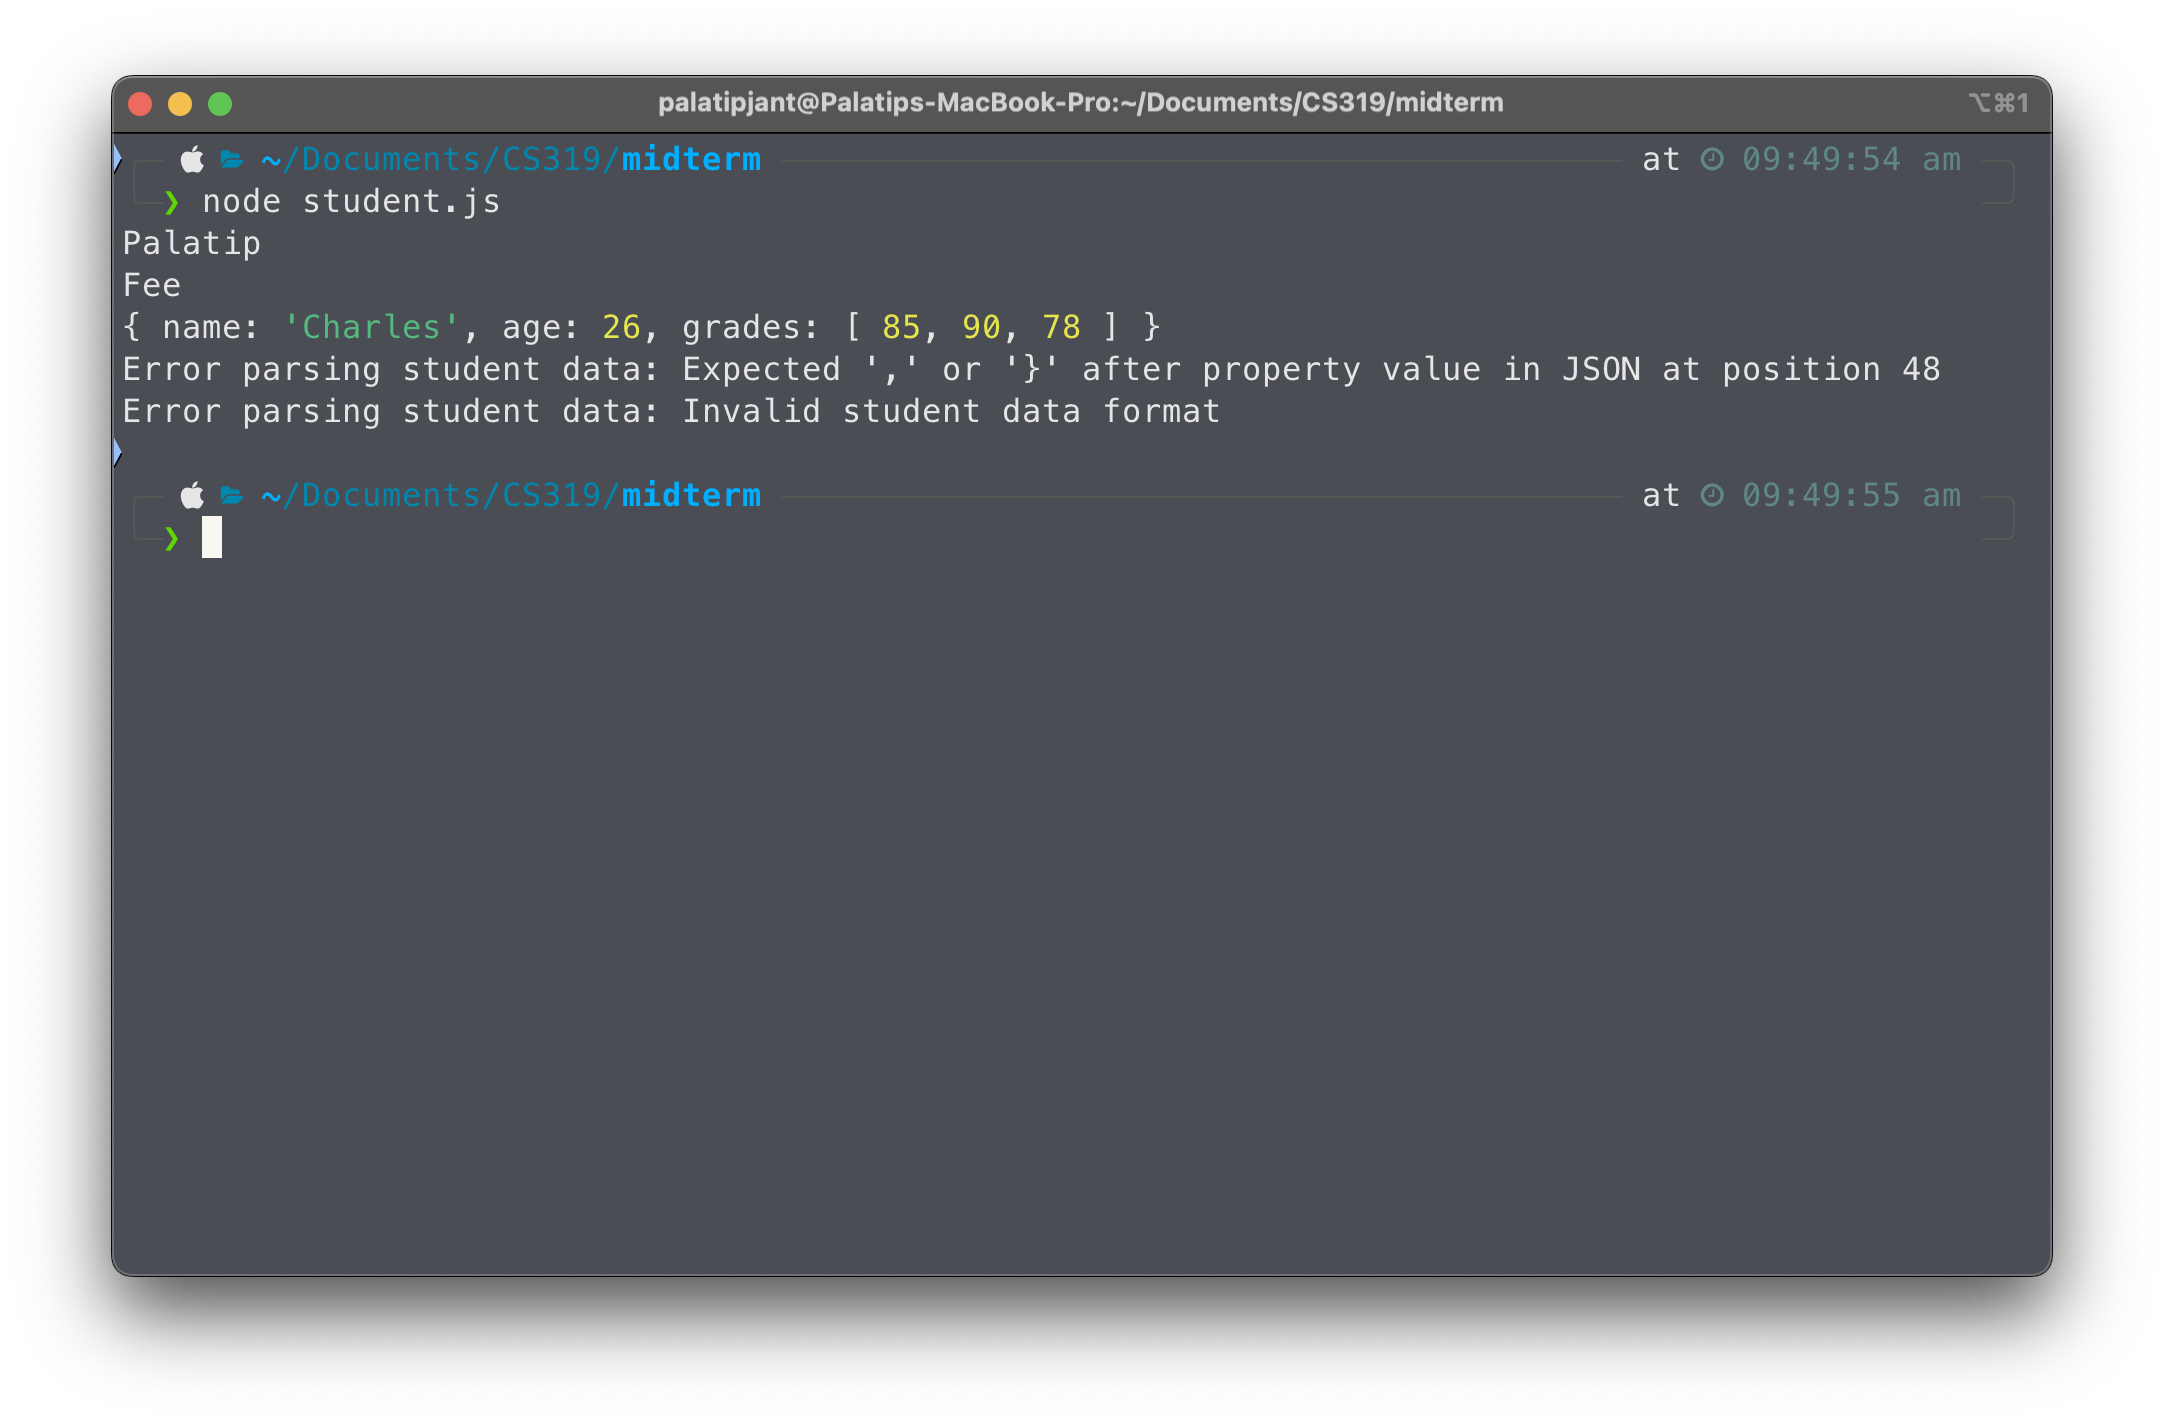 palatipjant@Palatips-MacBook-Pro:~/Documents/CS319/midterm ⌥⌘1
~/Documents/CS319/midterm at 09:49:54 am
❯ node student.js
Palatip
Fee
{ name: 'Charles', age: 26, grades: [ 85, 90, 78 ] }
Error parsing student data: Expected ',' or '}' after property value in JSON at position 48
Error parsing student data: Invalid student data format
~/Documents/CS319/midterm at 09:49:55 am
❯